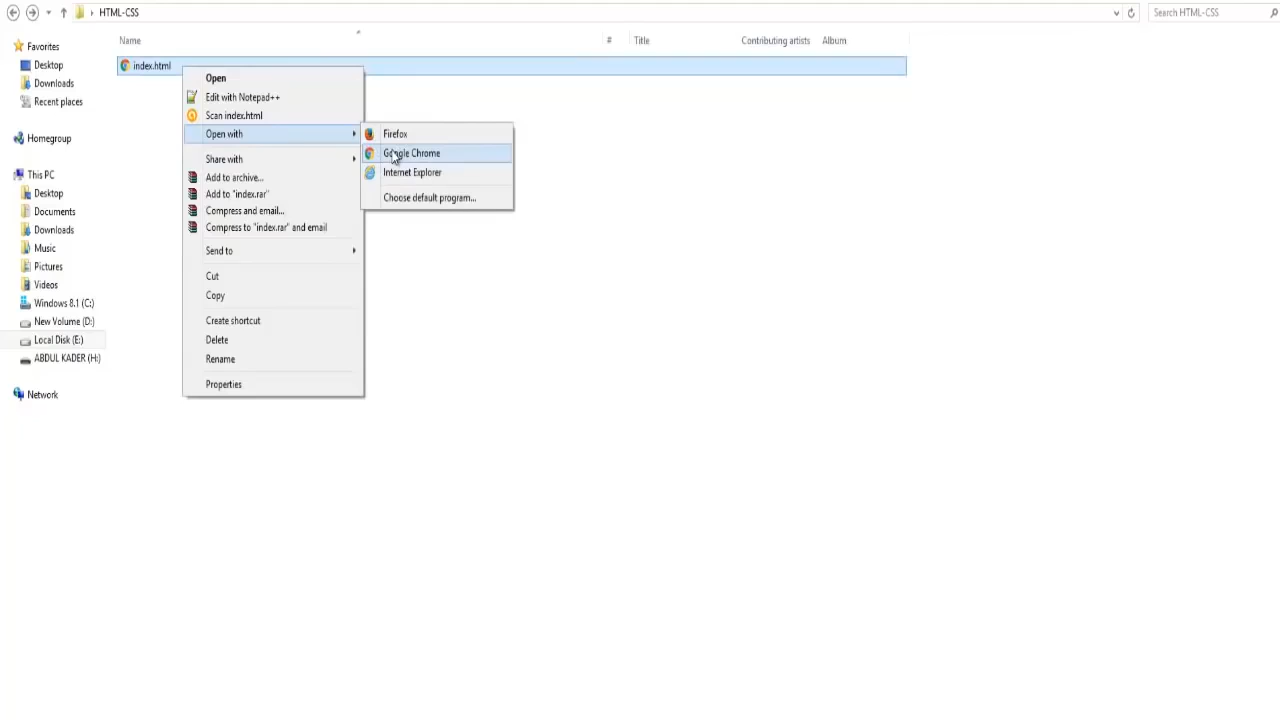 HTML-CSS
Search HTML-CSS
Name
#
Title
Contributing artists
Album
Favorites
Desktop
Downloads
Recent places
Homegroup
This PC
Desktop
Documents
Downloads
Music
Pictures
Videos
Windows 8.1 (C:)
New Volume (D:)
Local Disk (E:)
ABDUL KADER (H:)
Network
index.html
Open
Edit with Notepad++
Scan index.html
Open with
Share with
Add to archive...
Add to "index.rar"
Compress and email...
Compress to "index.rar" and email
Send to
Cut
Copy
Create shortcut
Delete
Rename
Properties
Firefox
Google Chrome
Internet Explorer
Choose default program...